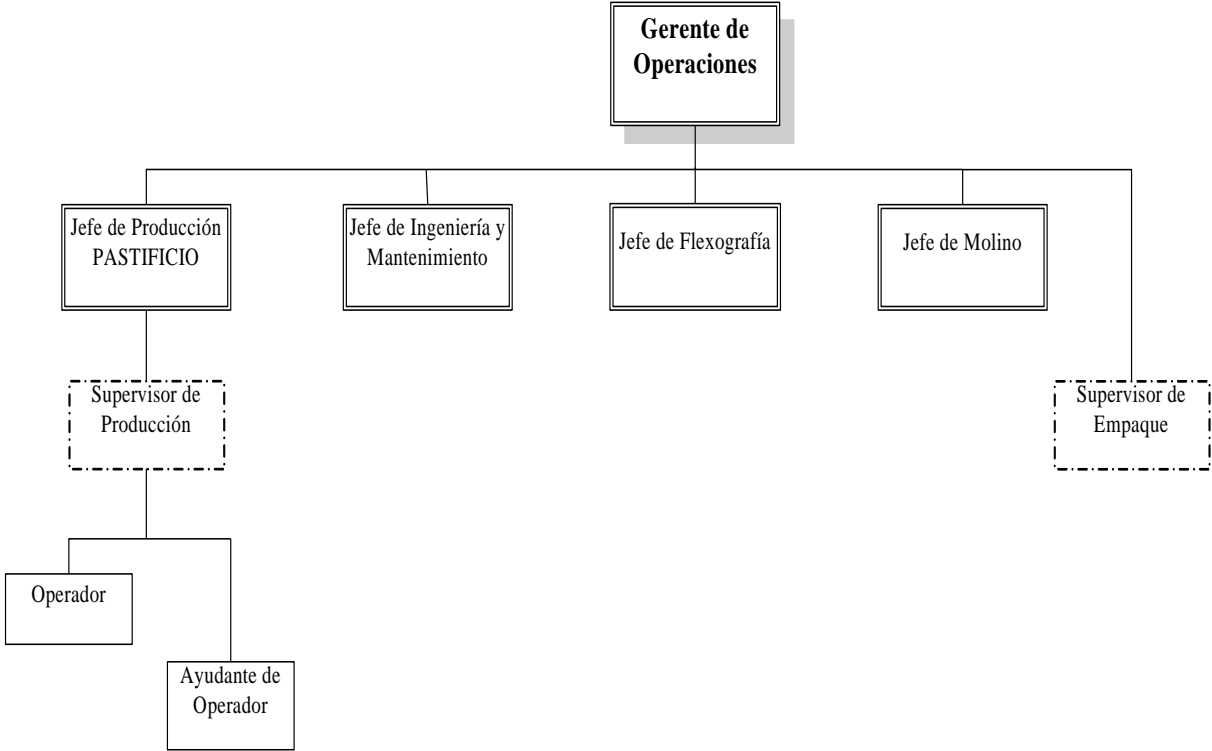 Gerente de
Operaciones
Jefe de Producción
PASTIFICIO
Jefe de Ingeniería y
Mantenimiento
Jefe de Flexografía
Jefe de Molino
Supervisor de
Producción
Supervisor de
Empaque
Operador
Ayudante de
Operador